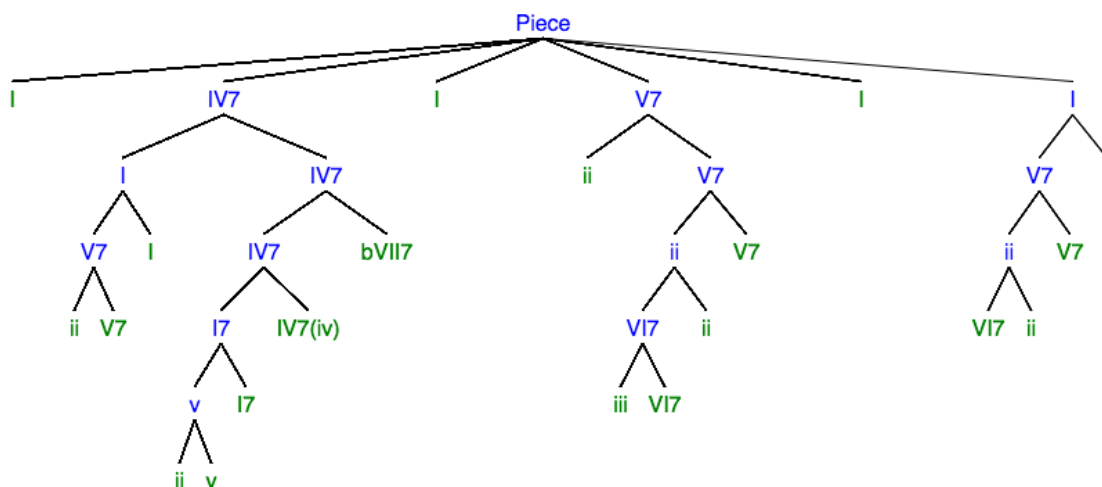 Piece
I IV7 I V7 I I
I IV7 ii V7 V7
V7 I IV7 bVII7 ii V7 ii V7
ii V7 I7 IV7(iv) VI7 ii VI7 ii
v I7 iii VI7
ii v